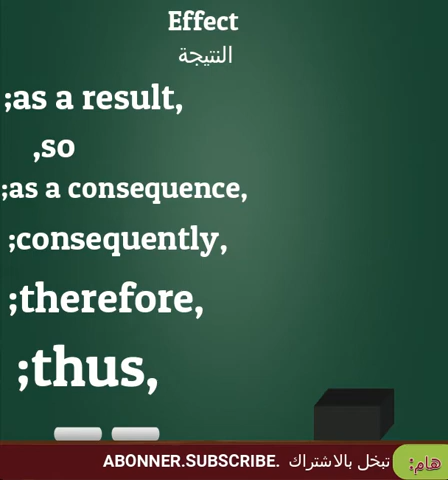 Effect
النتيجة
;as a result,
,so
;as a consequence,
;consequently,
;therefore,
;thus,
ABONNER.SUBSCRIBE. تبخل بالاشتراك
هام: